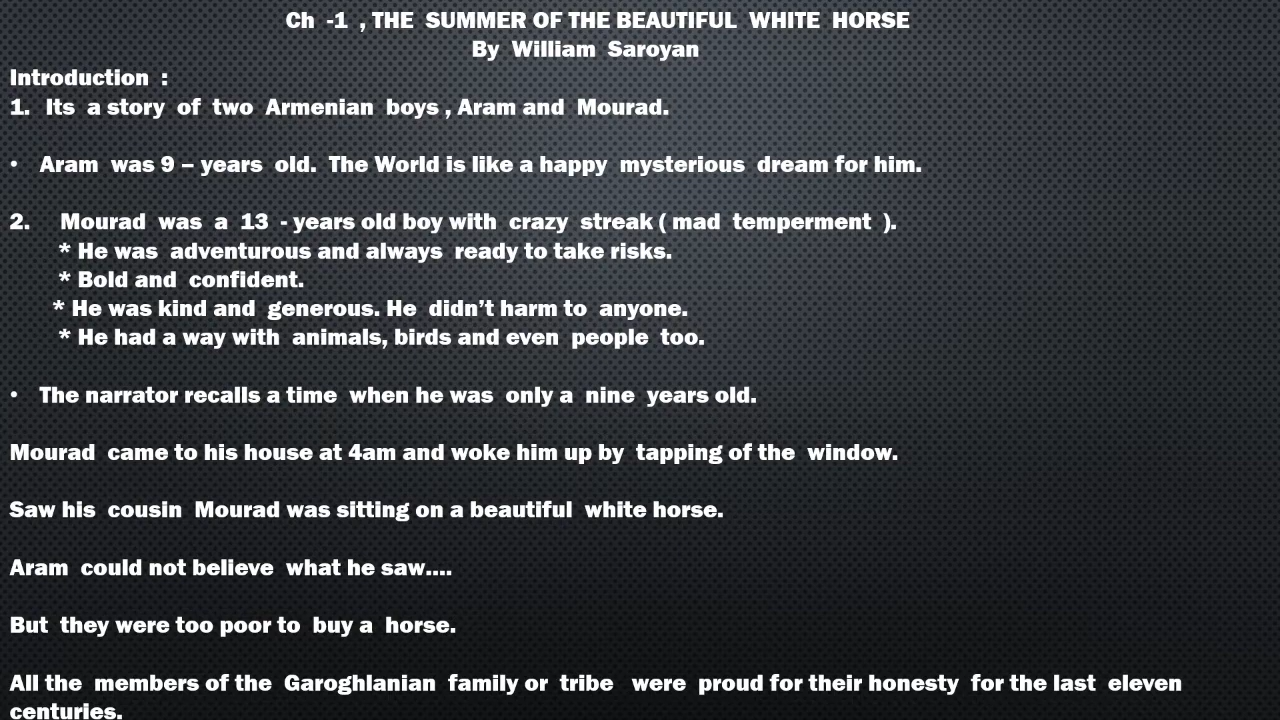 Ch -1 , THE SUMMER OF THE BEAUTIFUL WHITE HORSE
By William Saroyan
Introduction :
1. Its a story of two Armenian boys , Aram and Mourad.
• Aram was 9 – years old. The World is like a happy mysterious dream for him.
2. Mourad was a 13 - years old boy with crazy streak ( mad temperment ).
* He was adventurous and always ready to take risks.
* Bold and confident.
* He was kind and generous. He didn’t harm to anyone.
* He had a way with animals, birds and even people too.
• The narrator recalls a time when he was only a nine years old.
Mourad came to his house at 4am and woke him up by tapping of the window.
Saw his cousin Mourad was sitting on a beautiful white horse.
Aram could not believe what he saw....
But they were too poor to buy a horse.
All the members of the Garoghlanian family or tribe were proud for their honesty for the last eleven
centuries.